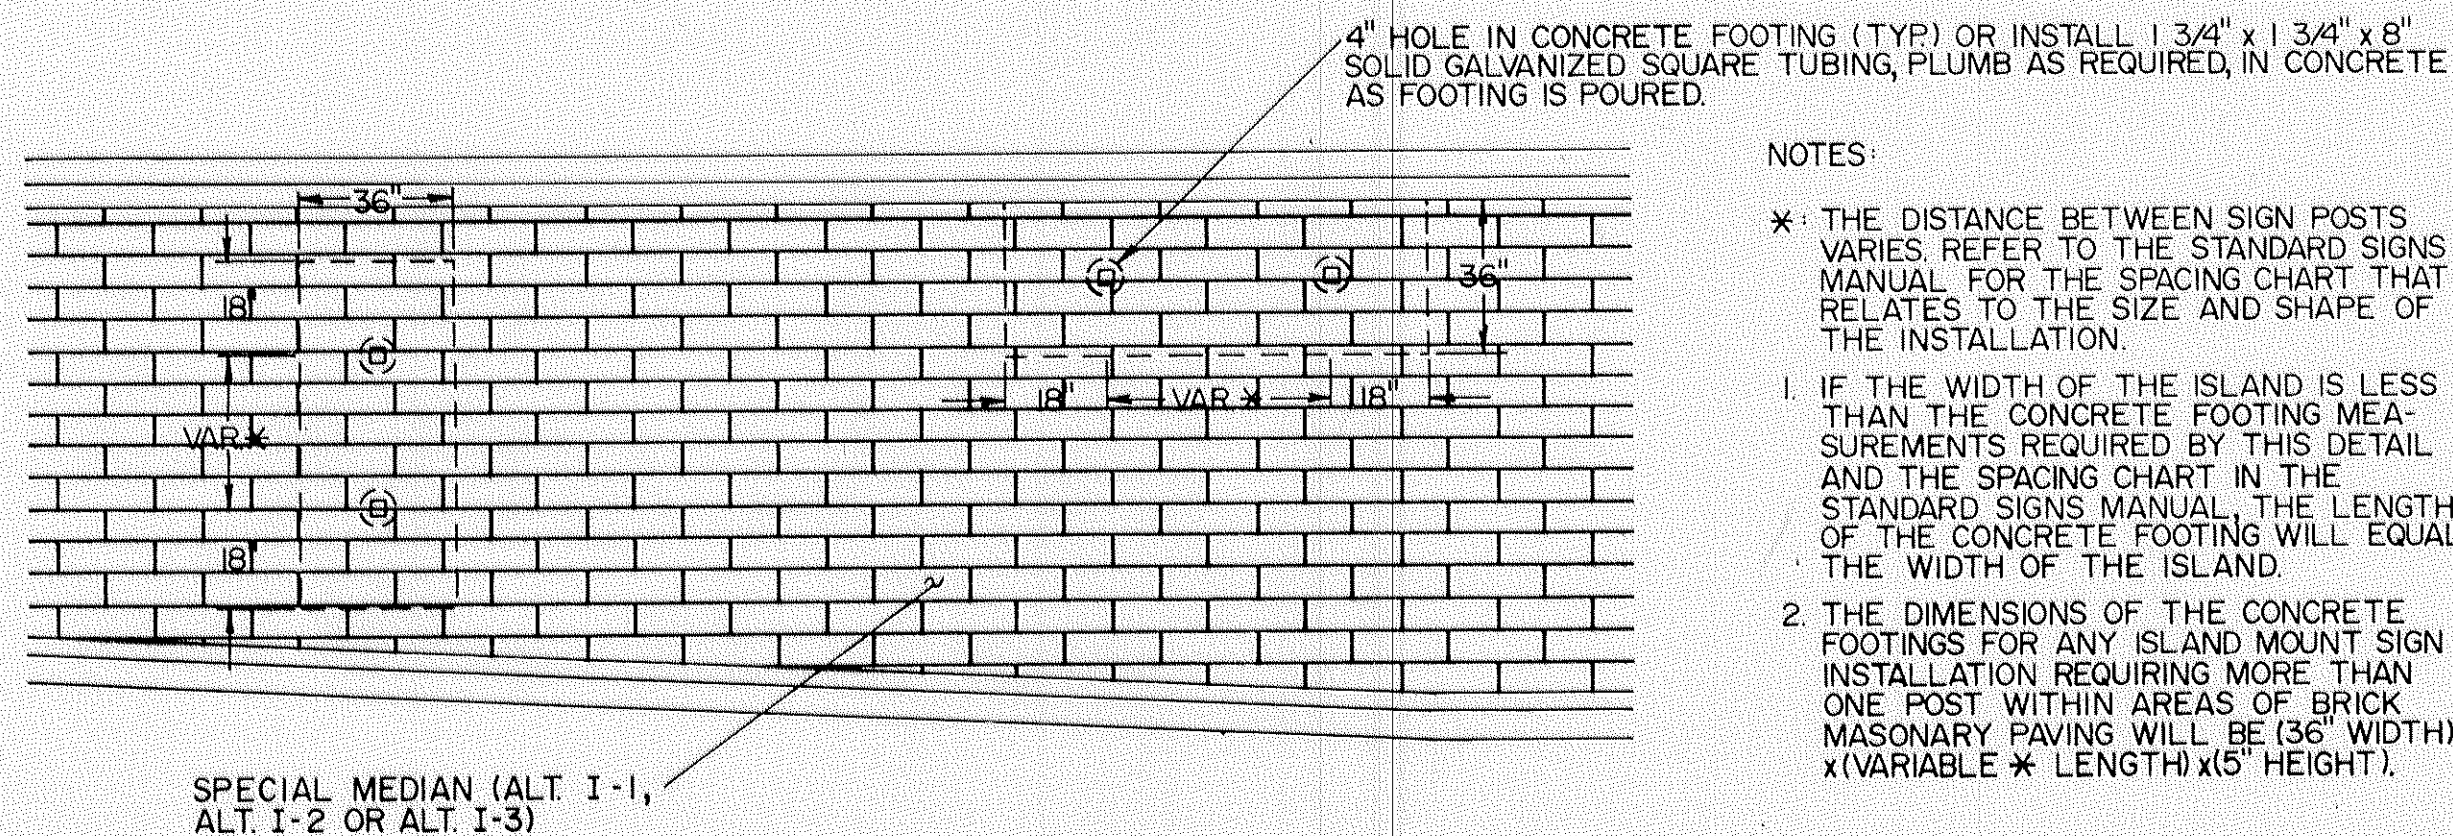 4" HOLE IN CONCRETE FOOTING (TYP.) OR INSTALL 1 3/4" x 1 3/4" x 8"
SOLID GALVANIZED SQUARE TUBING, PLUMB AS REQUIRED, IN CONCRETE
AS FOOTING IS POURED.
36"
18"
VAR.*
18"
36"
18"
VAR.*
18"
SPECIAL MEDIAN (ALT. I-1,
ALT. I-2 OR ALT. I-3)
NOTES:
*: THE DISTANCE BETWEEN SIGN POSTS
VARIES. REFER TO THE STANDARD SIGNS
MANUAL FOR THE SPACING CHART THAT
RELATES TO THE SIZE AND SHAPE OF
THE INSTALLATION.
1. IF THE WIDTH OF THE ISLAND IS LESS
THAN THE CONCRETE FOOTING MEA-
SUREMENTS REQUIRED BY THIS DETAIL
AND THE SPACING CHART IN THE
STANDARD SIGNS MANUAL, THE LENGTH
OF THE CONCRETE FOOTING WILL EQUAL
THE WIDTH OF THE ISLAND.
2. THE DIMENSIONS OF THE CONCRETE
FOOTINGS FOR ANY ISLAND MOUNT SIGN
INSTALLATION REQUIRING MORE THAN
ONE POST WITHIN AREAS OF BRICK
MASONARY PAVING WILL BE (36" WIDTH)
x(VARIABLE * LENGTH)x(5" HEIGHT).